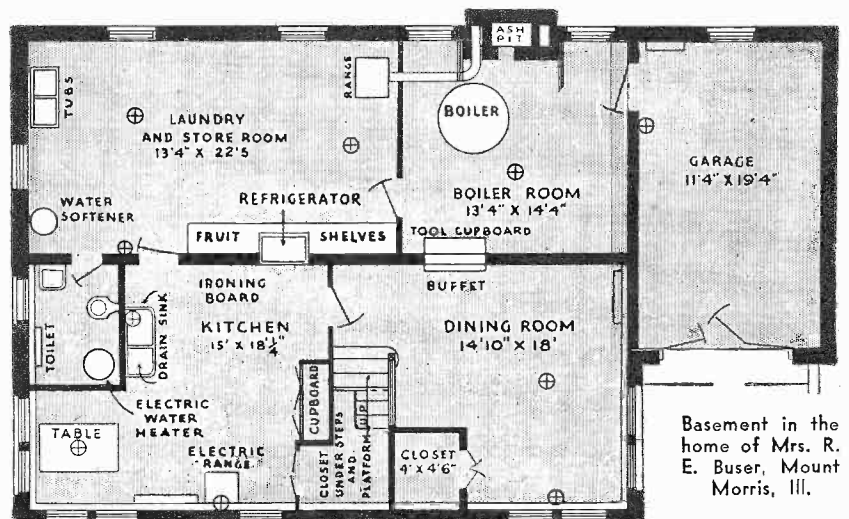 ASH
PIT
TUBS
RANGE
BOILER
LAUNDRY
AND STORE ROOM
13'4" X 22'5
GARAGE
11'4" X 19'4"
BOILER ROOM
13'4" X 14'4"
WATER
SOFTENER
REFRIGERATOR
FRUIT SHELVES
TOOL CUPBOARD
BUFFET
IRONING
BOARD
KITCHEN
15' X 18'¼"
DRAIN SINK
TOILET
DINING ROOM
14'10" X 18'
ELECTRIC
WATER
HEATER
CUPBOARD
UP
TABLE
ELECTRIC
RANGE
CLOSET
UNDER STEPS
AND
PLATFORM
CLOSET
4' X 4'6"
Basement in the
home of Mrs. R.
E. Buser, Mount
Morris, Ill.